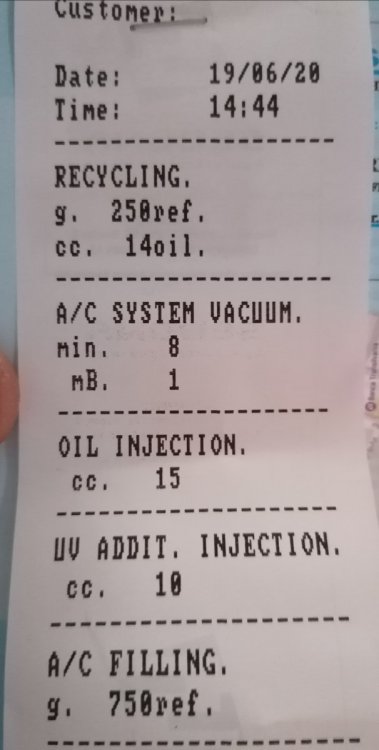 Customer:
Date: 19/06/20
Time: 14:44
--------------------
RECYCLING.
g. 250ref.
cc. 14oil.
--------------------
A/C SYSTEM VACUUM.
min. 8
mB. 1
--------------------
OIL INJECTION.
cc. 15
--------------------
UV ADDIT. INJECTION.
cc. 10
--------------------
A/C FILLING.
g. 750ref.
--------------------